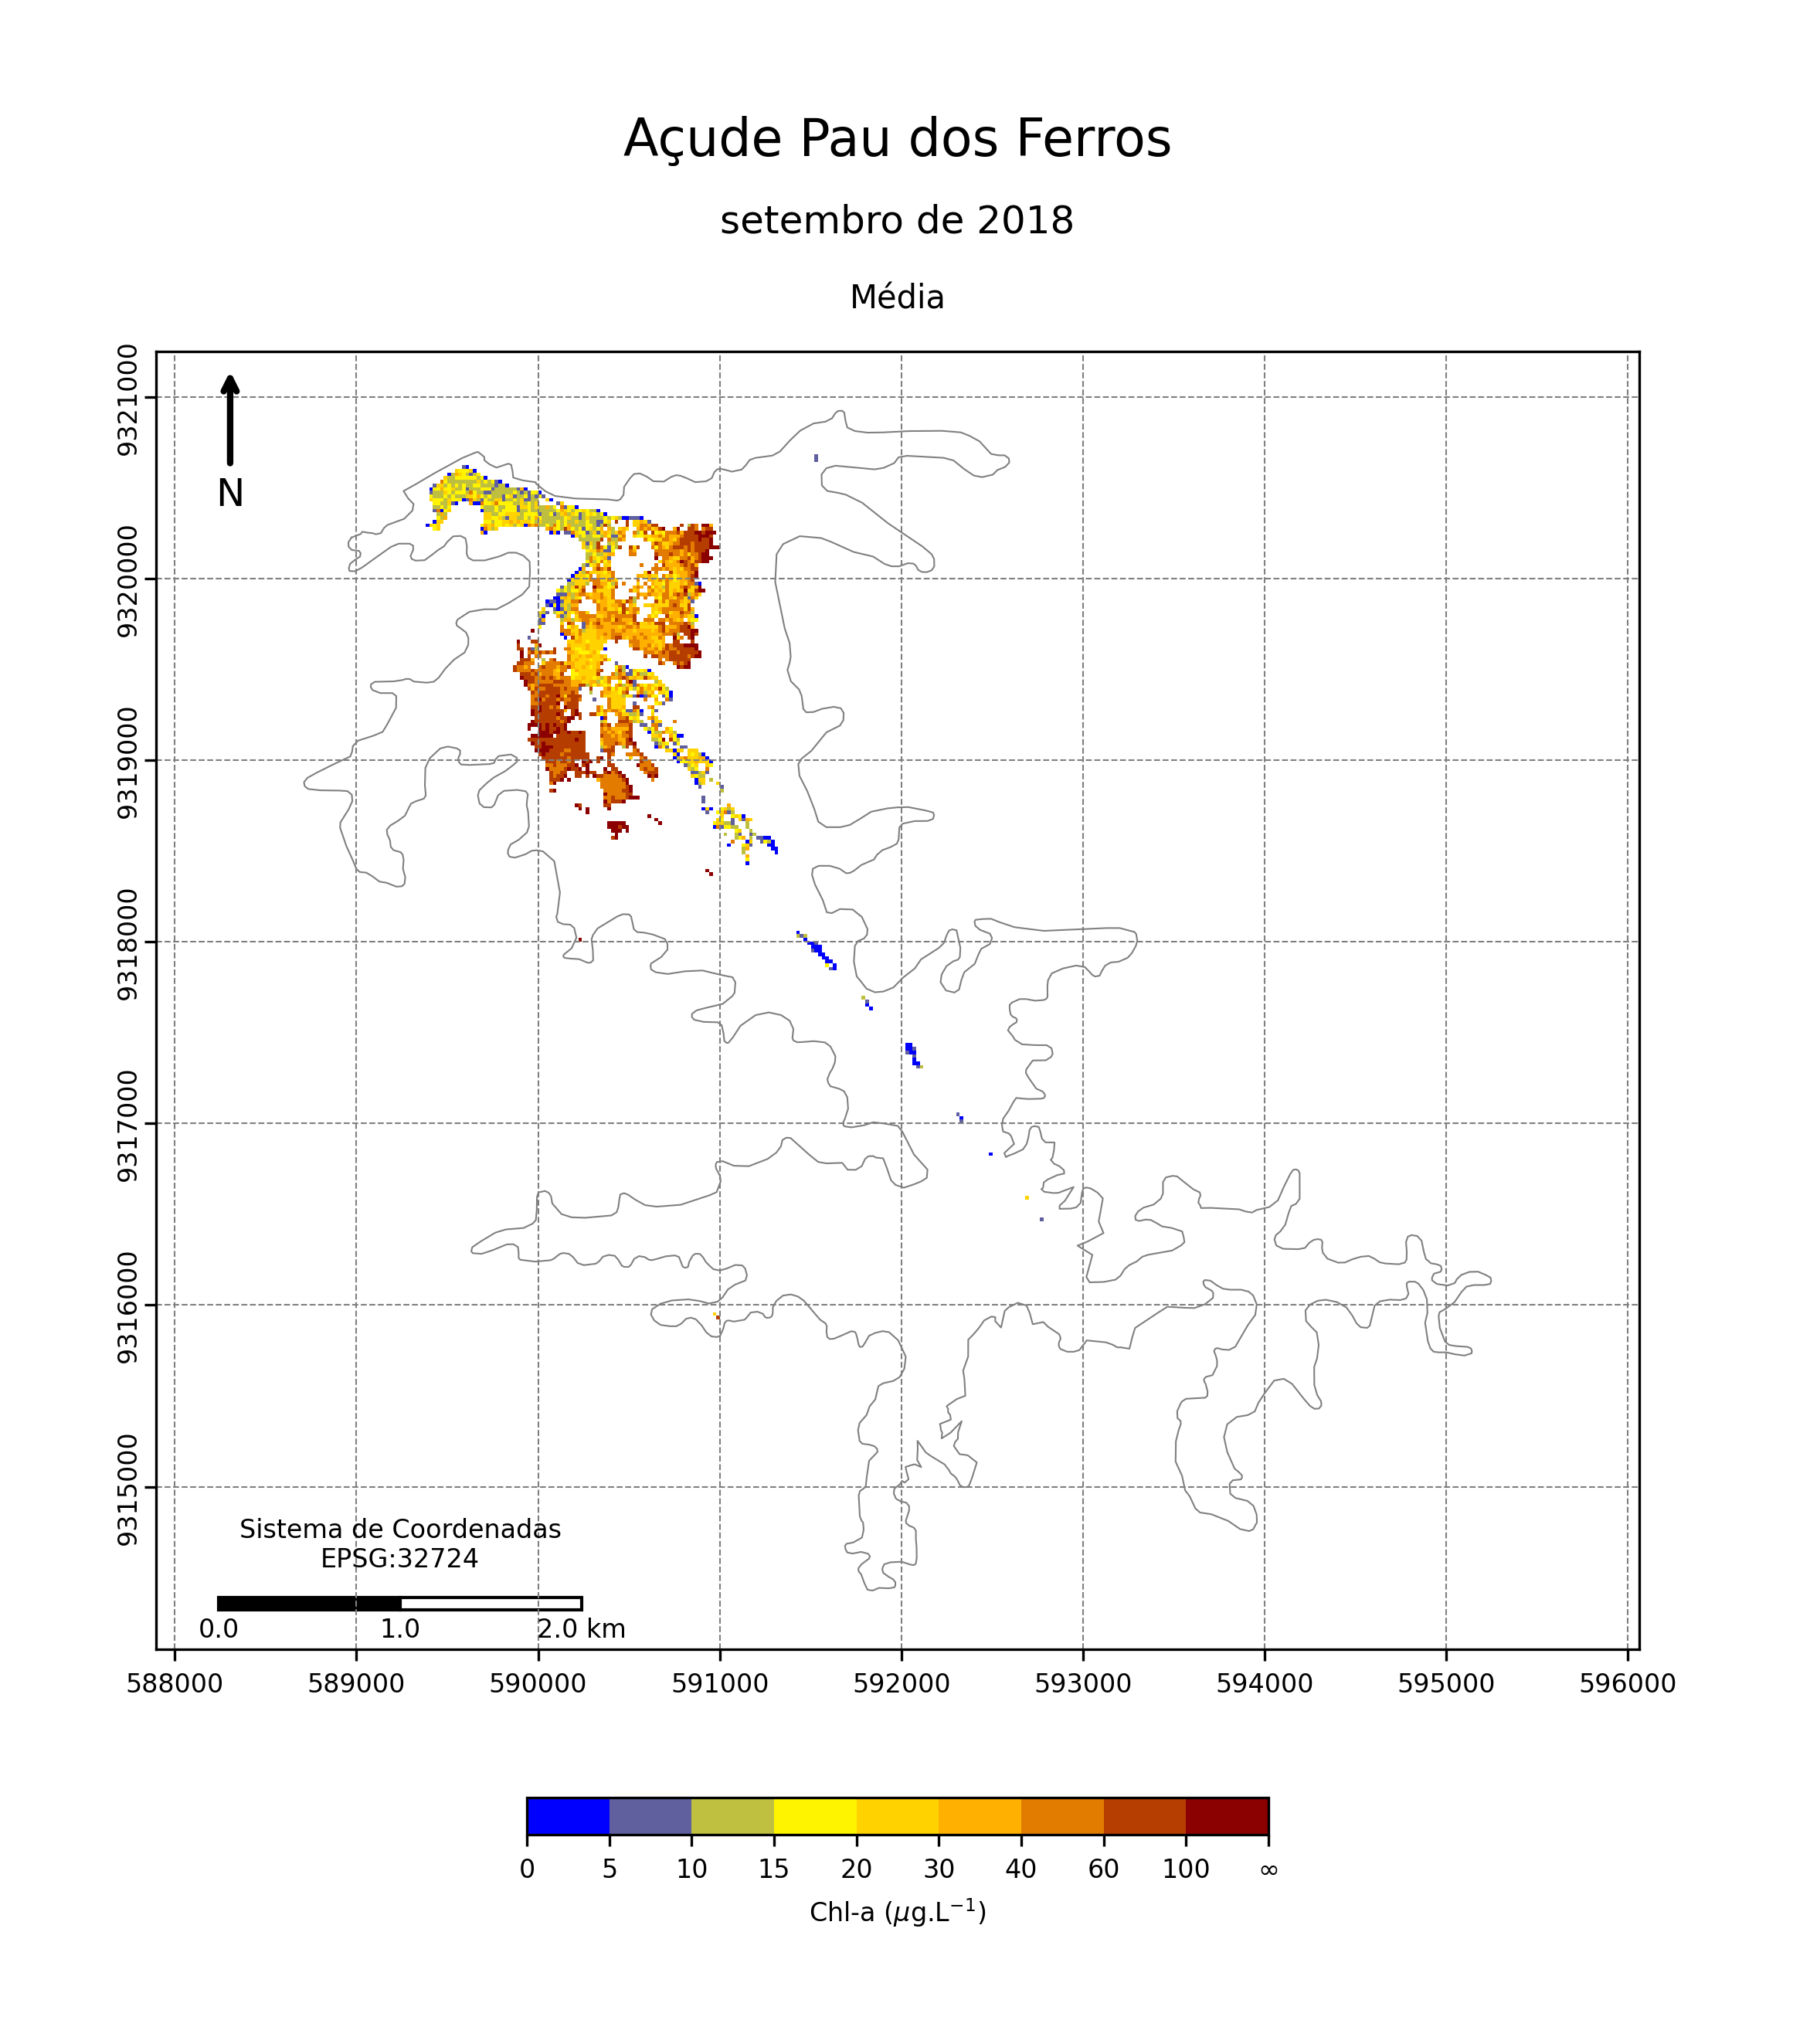 Açude Pau dos Ferros
setembro de 2018
Média
9321000
9320000
9319000
9318000
9317000
9316000
9315000
N
Sistema de Coordenadas
EPSG:32724
0.0 1.0 2.0 km
588000 589000 590000 591000 592000 593000 594000 595000 596000
0 5 10 15 20 30 40 60 100 ∞
Chl-a (μg.L⁻¹)